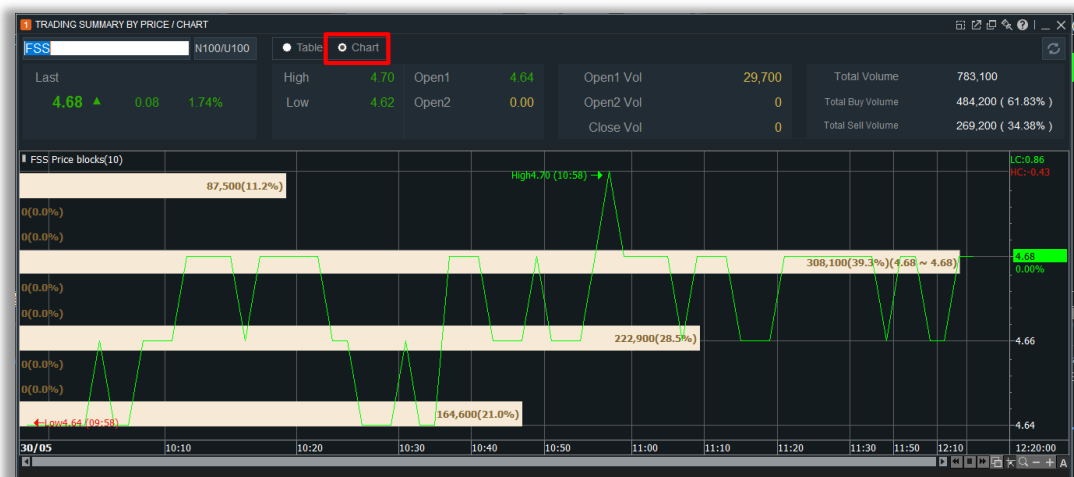 1 TRADING SUMMARY BY PRICE / CHART
FSS N100/U100 Table Chart
Last High 4.70 Open1 4.64 Open1 Vol 29,700 Total Volume 783,100
4.68 ▲ 0.08 1.74% Low 4.62 Open2 0.00 Open2 Vol 0 Total Buy Volume 484,200 ( 61.83% )
Close Vol 0 Total Sell Volume 269,200 ( 34.38% )
FSS Price blocks(10) LC:0.86
High4.70 (10:58) → HC:-0.43
87,500(11.2%)
0(0.0%)
0(0.0%)
308,100(39.3%)(4.68 ~ 4.68) 4.68
0.00%
0(0.0%)
0(0.0%)
222,900(28.5%) 4.66
0(0.0%)
0(0.0%)
164,600(21.0%)
←Low4.64 (09:58) 4.64
30/05 10:10 10:20 10:30 10:40 10:50 11:00 11:10 11:20 11:30 11:50 12:10 12:20:00
A